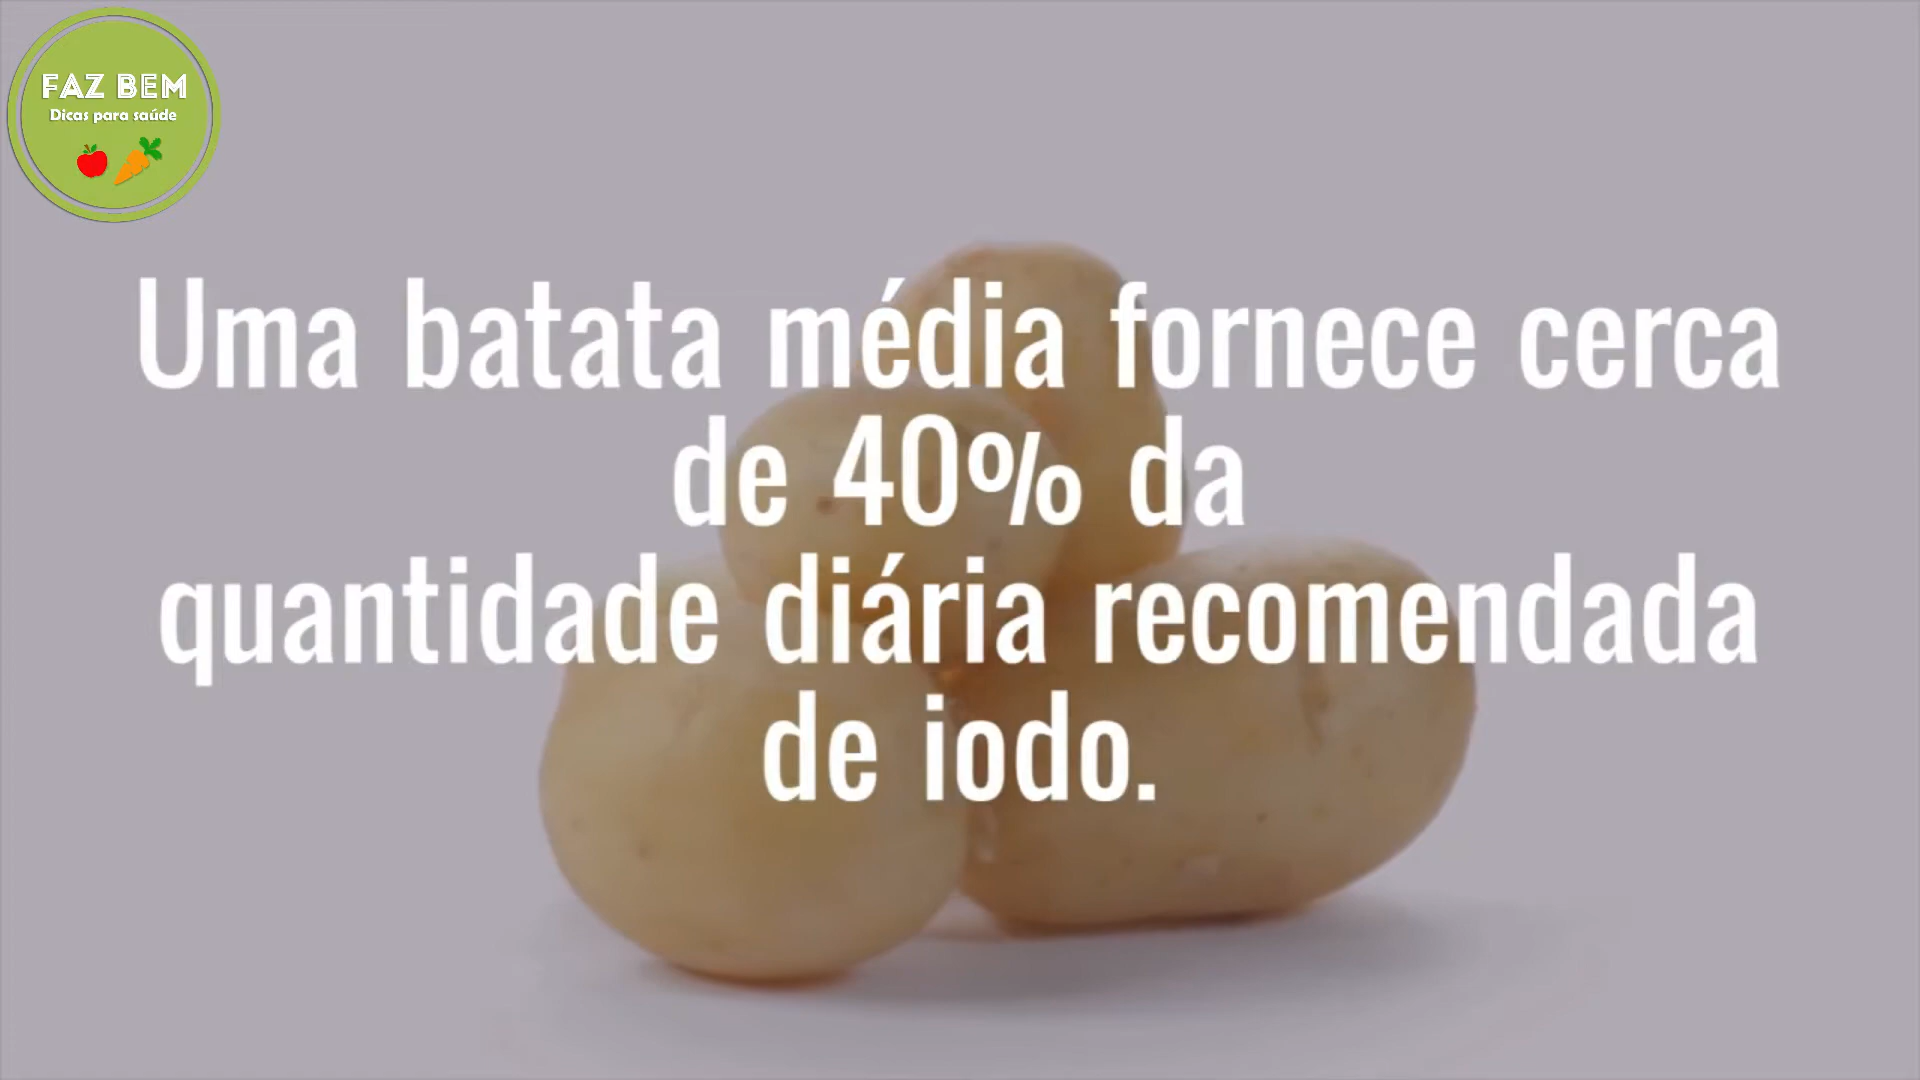 FAZ BEM
Dicas para saúde
Uma batata média fornece cerca
de 40% da
quantidade diária recomendada
de iodo.